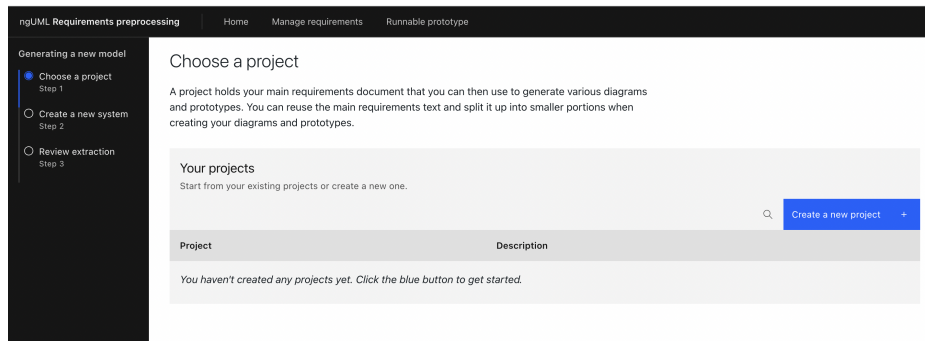 ngUML Requirements preprocessing
Home
Manage requirements
Runnable prototype
Generating a new model
Choose a project
Step 1
Create a new system
Step 2
Review extraction
Step 3
Choose a project
A project holds your main requirements document that you can then use to generate various diagrams
and prototypes. You can reuse the main requirements text and split it up into smaller portions when
creating your diagrams and prototypes.
Your projects
Start from your existing projects or create a new one.
Create a new project +
Project
Description
You haven't created any projects yet. Click the blue button to get started.